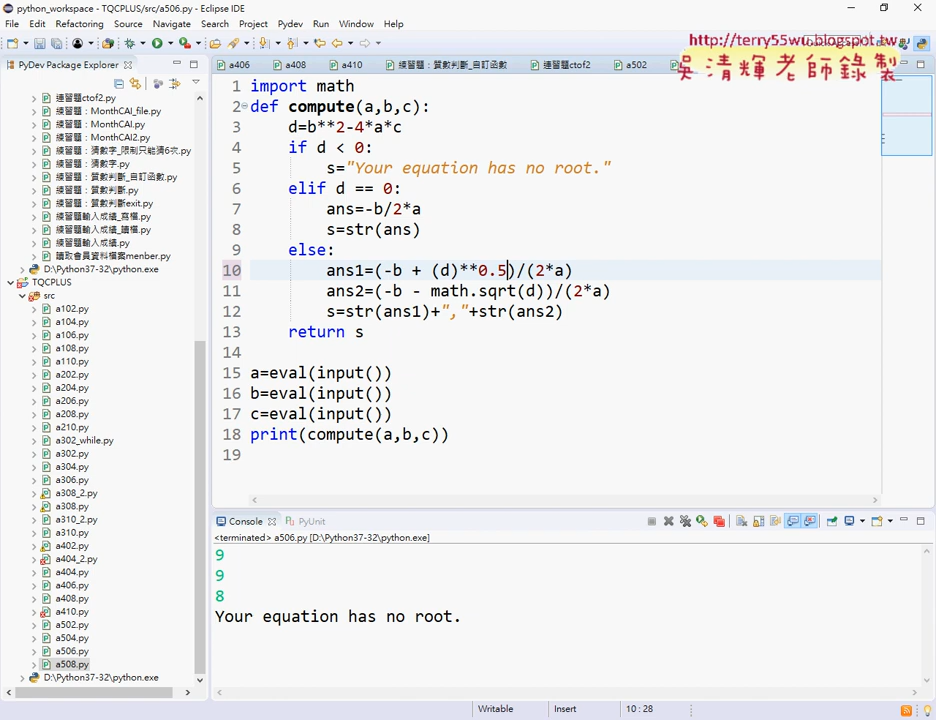 python_workspace - TQCPLUS/src/a506.py - Eclipse IDE
File Edit Refactoring Source Navigate Search Project Pydev Run Window Help
http://terry55wu.blogspot.tw
吳清輝老師錄製
PyDev Package Explorer
a406 a408 a410 練習題：質數判斷_自訂函數 練習題ctof2 a502
練習題ctof2.py
練習題：MonthCAI_file.py
練習題：MonthCAI.py
練習題：MonthCAI2.py
練習題：猜數字_限制只能猜6次.py
練習題：猜數字.py
練習題：質數判斷_自訂函數.py
練習題：質數判斷.py
練習題：質數判斷exit.py
練習題輸入成績_寫檔.py
練習題輸入成績_讀檔.py
練習題輸入成績.py
讀取會員資料檔案menber.py
D:\Python37-32\python.exe
TQCPLUS
src
a102.py
a104.py
a106.py
a108.py
a110.py
a202.py
a204.py
a206.py
a208.py
a210.py
a302_while.py
a302.py
a304.py
a306.py
a308_2.py
a308.py
a310_2.py
a310.py
a402.py
a404_2.py
a404.py
a406.py
a408.py
a410.py
a502.py
a504.py
a506.py
a508.py
D:\Python37-32\python.exe
1 import math
2 def compute(a,b,c):
3 d=b**2-4*a*c
4 if d < 0:
5 s="Your equation has no root."
6 elif d == 0:
7 ans=-b/2*a
8 s=str(ans)
9 else:
10 ans1=(-b + (d)**0.5)/(2*a)
11 ans2=(-b - math.sqrt(d))/(2*a)
12 s=str(ans1)+","+str(ans2)
13 return s
14
15 a=eval(input())
16 b=eval(input())
17 c=eval(input())
18 print(compute(a,b,c))
19
Console PyUnit
<terminated> a506.py [D:\Python37-32\python.exe]
9
9
8
Your equation has no root.
Writable Insert 10 : 28